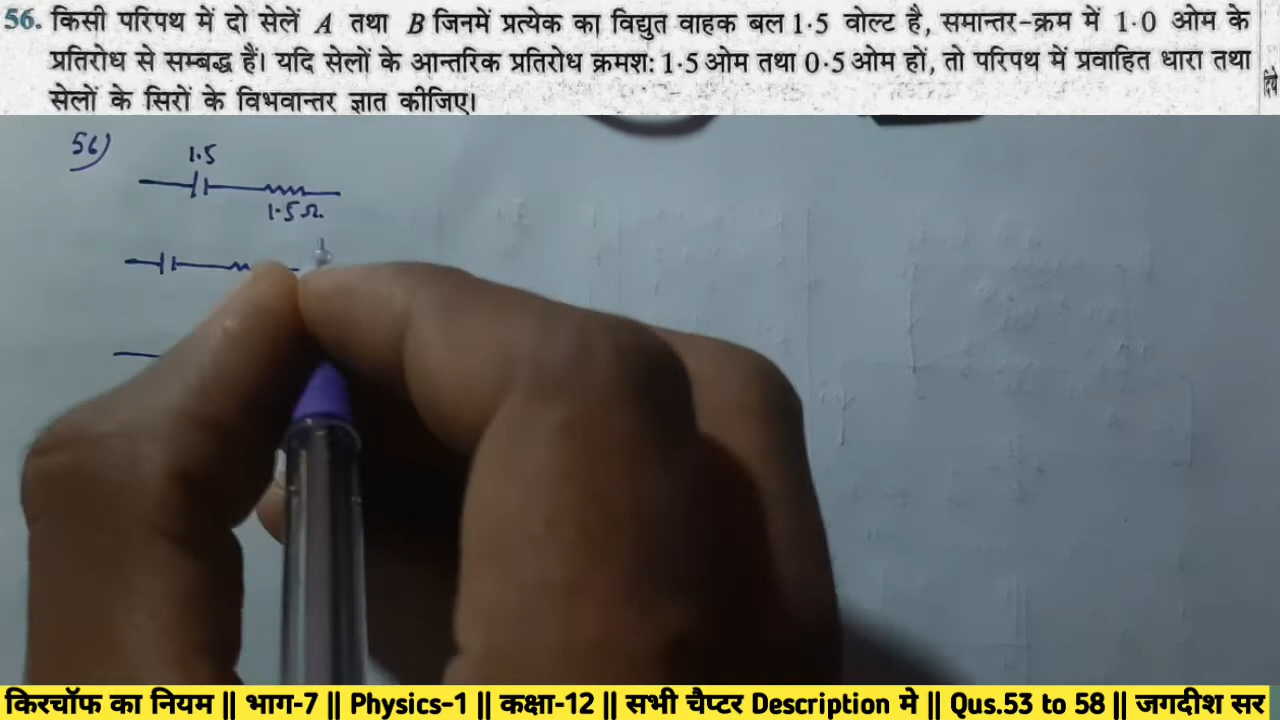 56. किसी परिपथ में दो सेलों A तथा B जिनमें प्रत्येक का विद्युत वाहक बल 1·5 वोल्ट है, समान्तर-क्रम में 1·0 ओम के
प्रतिरोध से सम्बद्ध हैं। यदि सेलों के आन्तरिक प्रतिरोध क्रमश: 1·5 ओम तथा 0·5 ओम हों, तो परिपथ में प्रवाहित धारा तथा
सेलों के सिरों के विभवान्तर ज्ञात कीजिए।
56)
1.5
1.5Ω
किरचॉफ का नियम || भाग-7 || Physics-1 || कक्षा-12 || सभी चैप्टर Description मे || Qus.53 to 58 || जगदीश सर